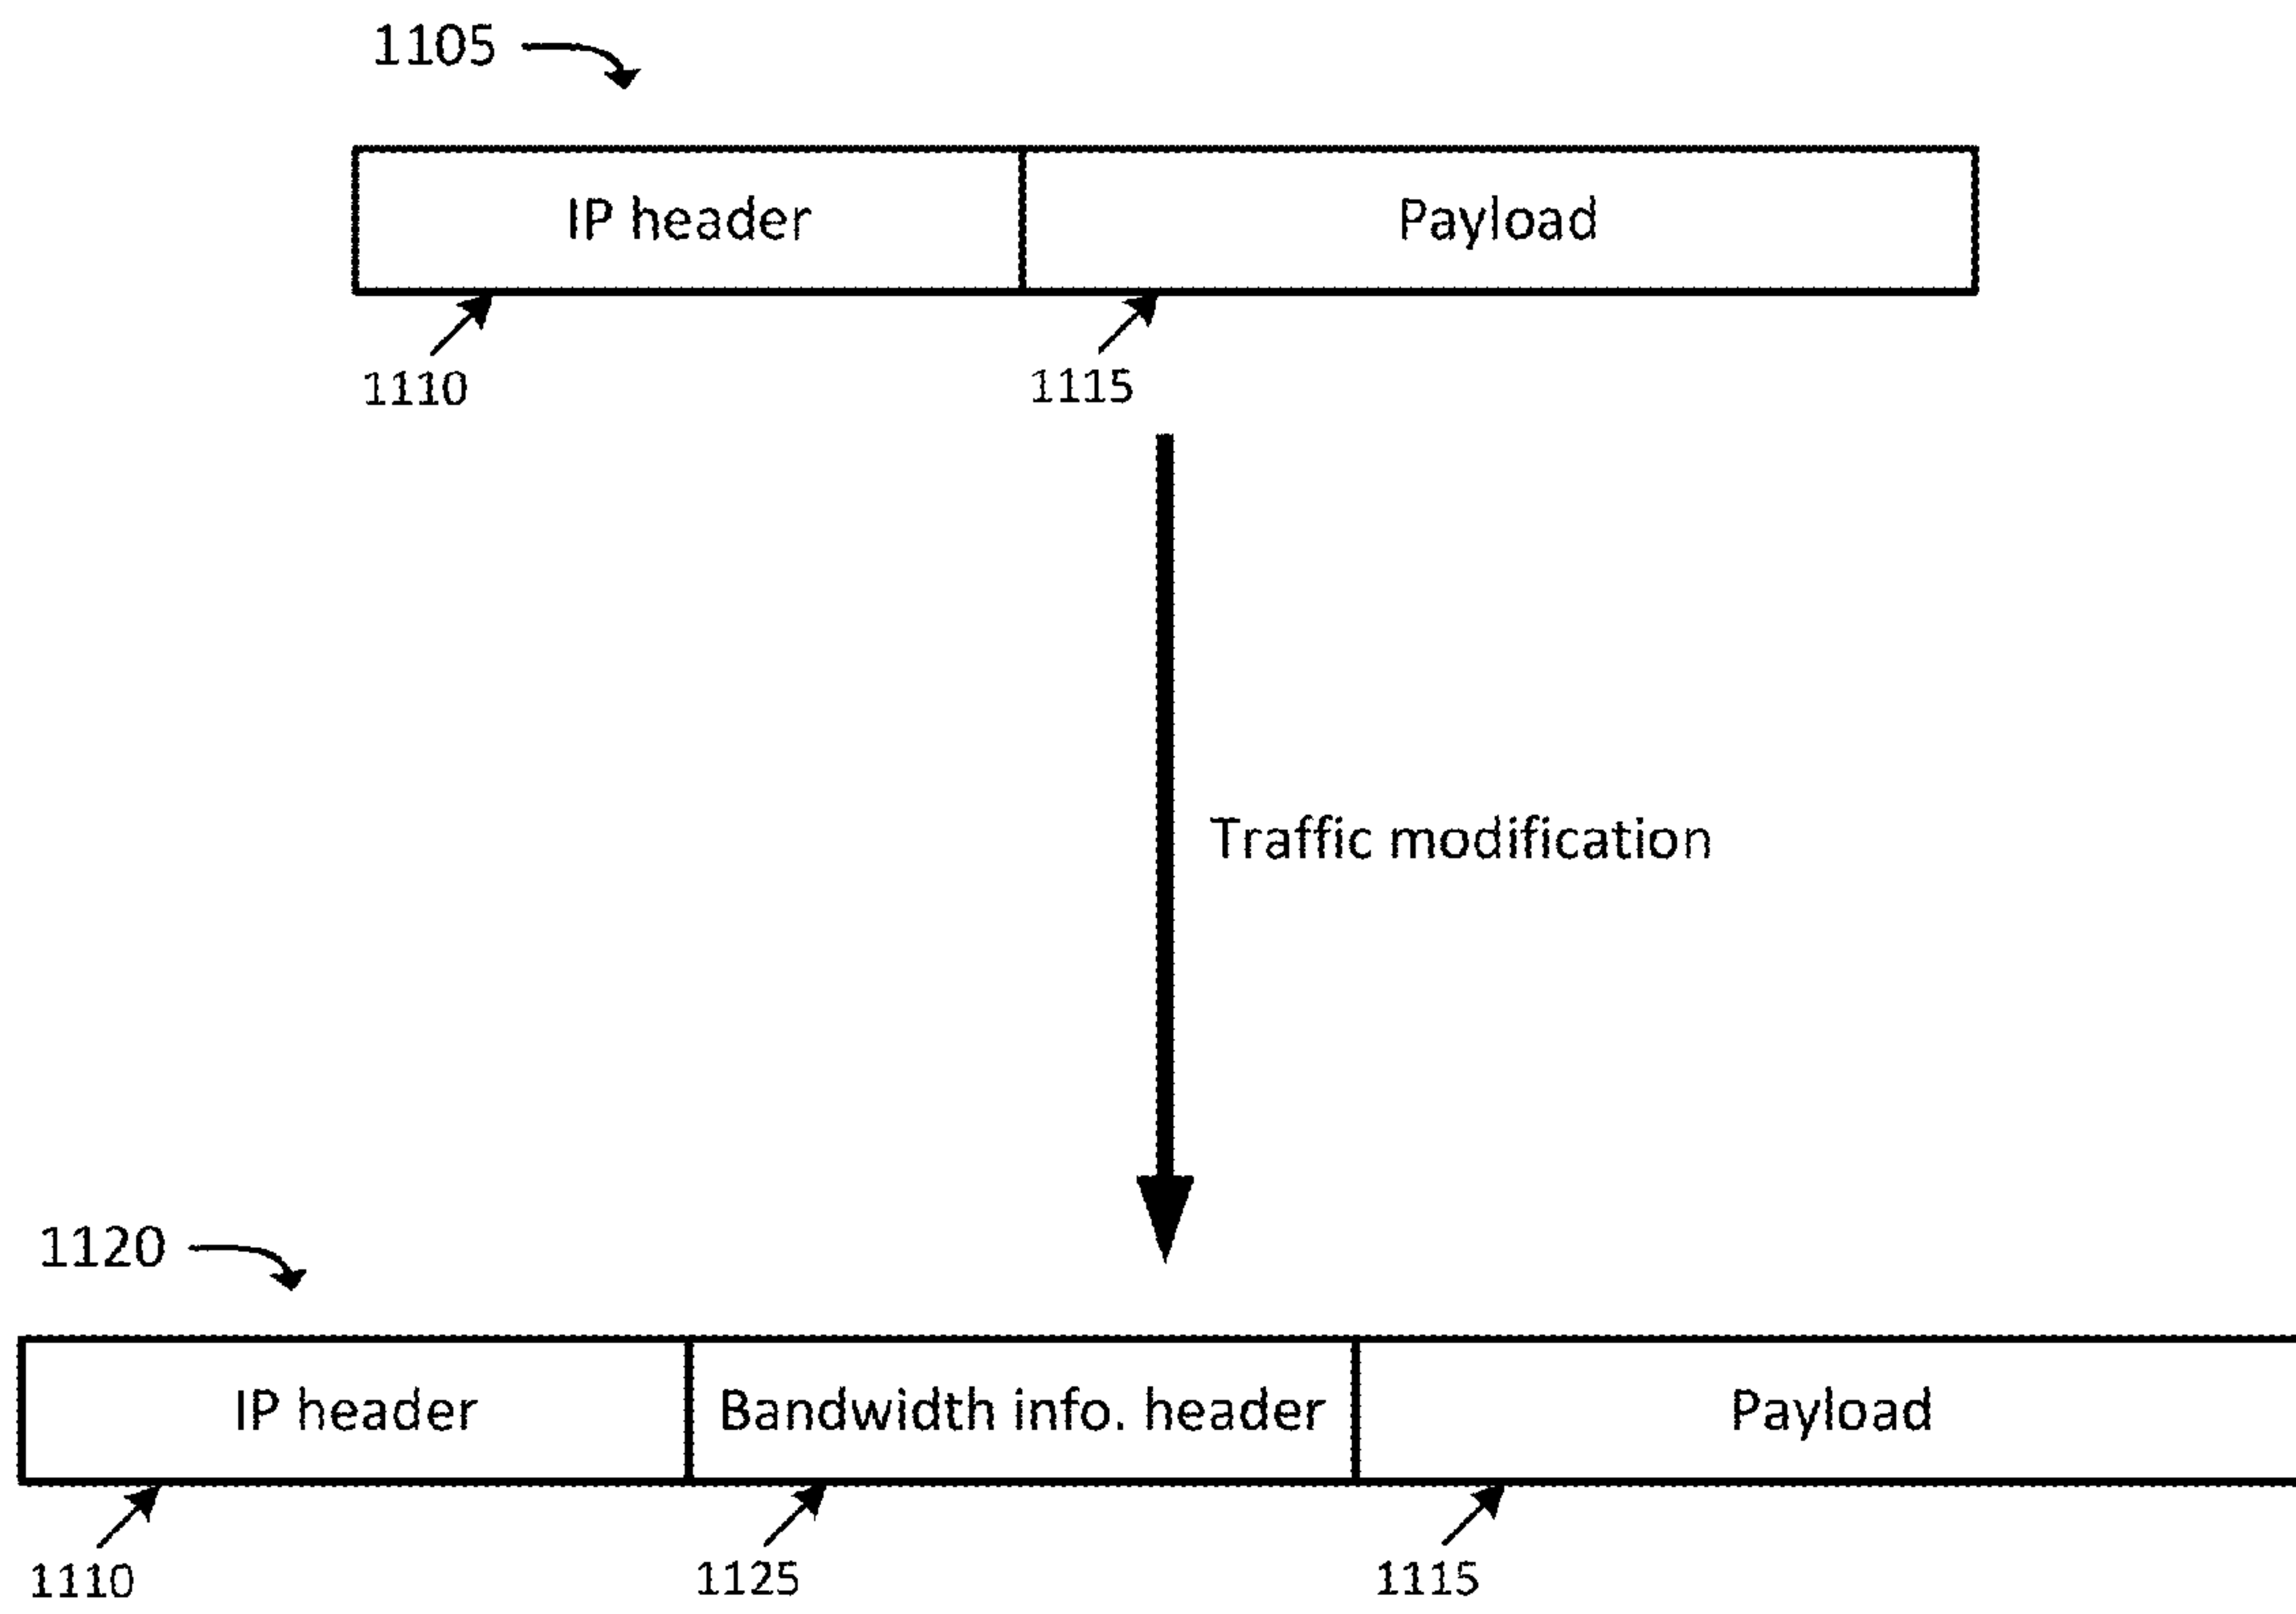 1105
IP header Payload
1110 1115
Traffic modification
1120
IP header Bandwidth info. header Payload
1110 1125 1115